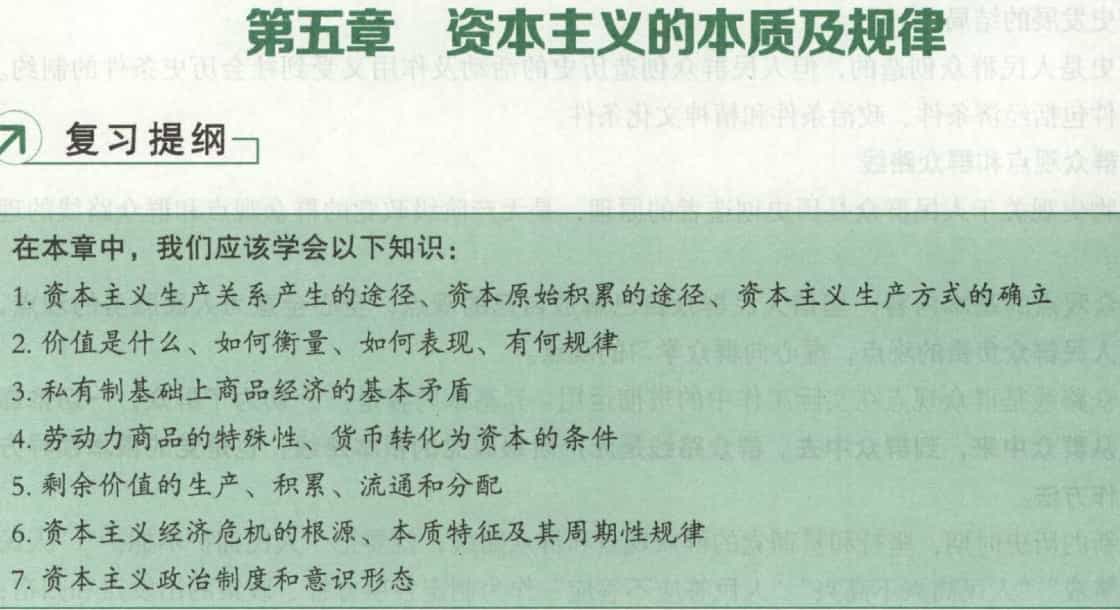 第五章 资本主义的本质及规律
复习提纲
在本章中，我们应该学会以下知识：
1. 资本主义生产关系产生的途径、资本原始积累的途径、资本主义生产方式的确立
2. 价值是什么、如何衡量、如何表现、有何规律
3. 私有制基础上商品经济的基本矛盾
4. 劳动力商品的特殊性、货币转化为资本的条件
5. 剩余价值的生产、积累、流通和分配
6. 资本主义经济危机的根源、本质特征及其周期性规律
7. 资本主义政治制度和意识形态